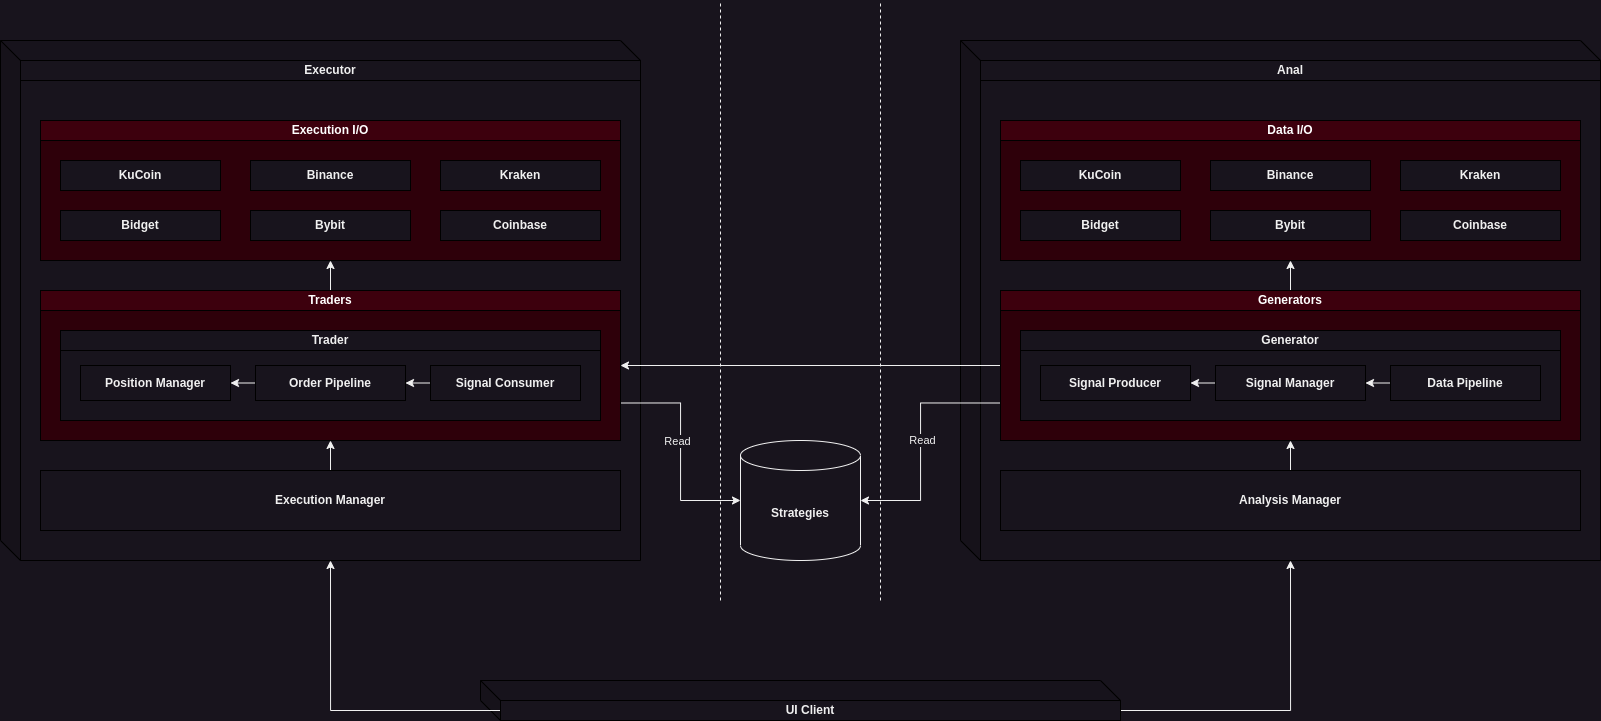 Executor
Execution I/O
KuCoin
Binance
Kraken
Bidget
Bybit
Coinbase
Traders
Trader
Position Manager
Order Pipeline
Signal Consumer
Execution Manager
Read
Strategies
Read
Anal
Data I/O
KuCoin
Binance
Kraken
Bidget
Bybit
Coinbase
Generators
Generator
Signal Producer
Signal Manager
Data Pipeline
Analysis Manager
UI Client